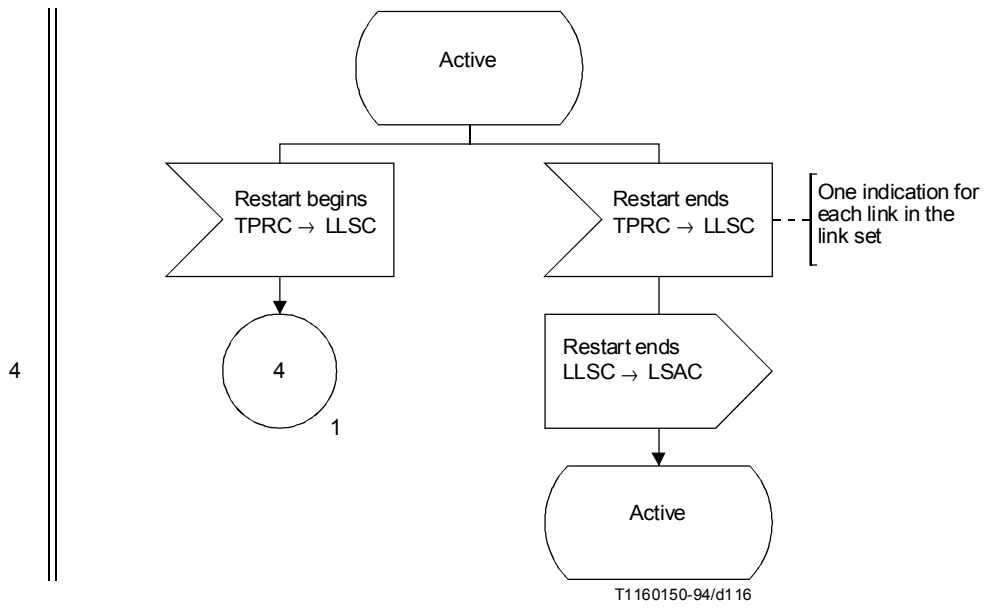 Active
Restart begins
TPRC → LLSC
Restart ends
TPRC → LLSC
One indication for
each link in the
link set
4
4
1
Restart ends
LLSC → LSAC
Active
T1160150-94/d116